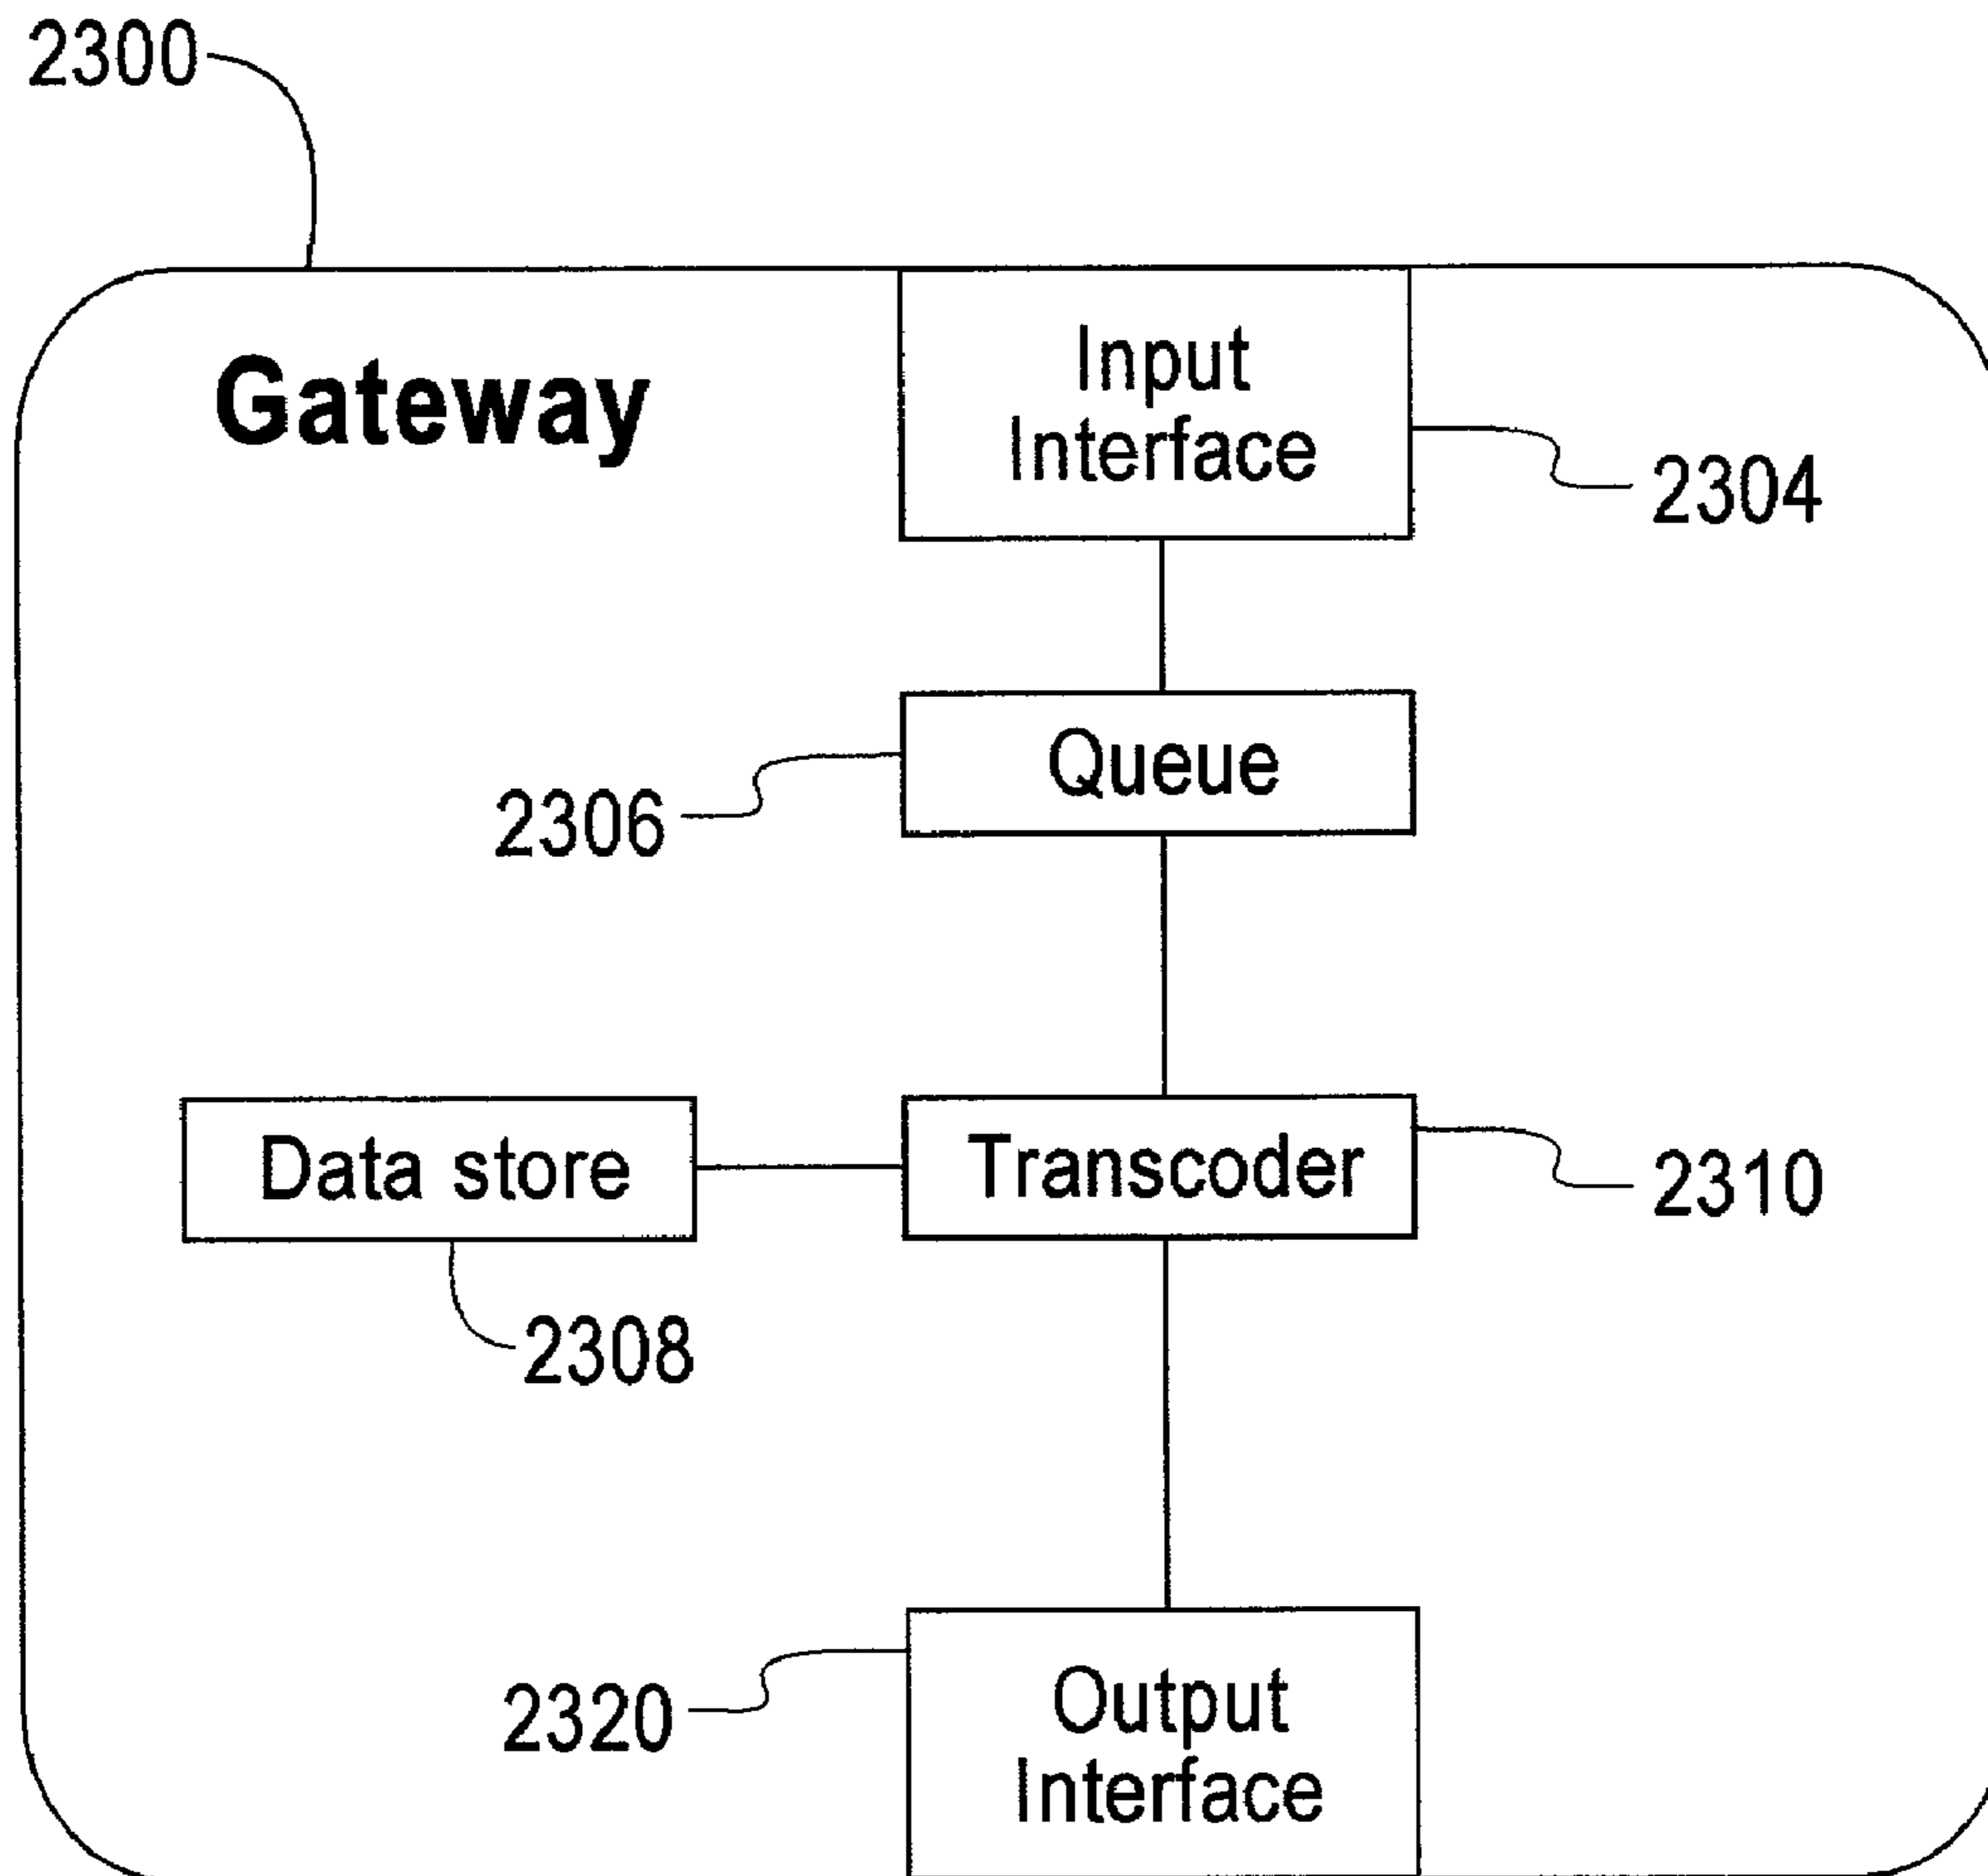 2300
Gateway
Input
Interface
2304
Queue
2306
Data store
Transcoder
2310
2308
Output
Interface
2320